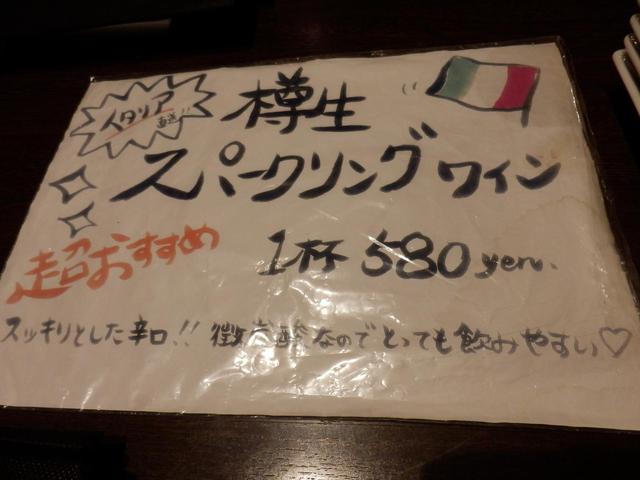 イタリア
直送!!
樽生
スパークリングワイン
超おすすめ
1杯 580yen.
スッキリとした辛口!! 微炭酸なのでとっても飲みやすい♡